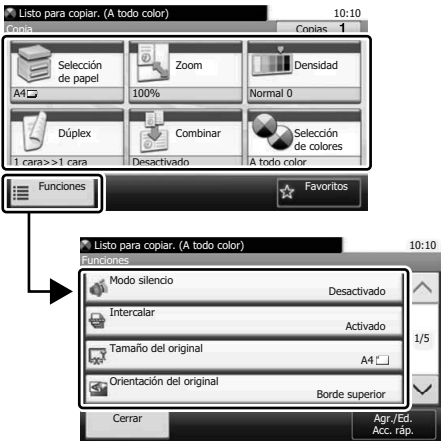 Listo para copiar. (A todo color) 10:10
Copia Copias 1
Selección de papel
A4
Zoom
100%
Densidad
Normal 0
Dúplex
1 cara>>1 cara
Combinar
Desactivado
Selección de colores
A todo color
Funciones
Favoritos
Listo para copiar. (A todo color) 10:10
Funciones
Modo silencio
Desactivado
Intercalar
Activado
1/5
Tamaño del original
A4
Orientación del original
Borde superior
Cerrar
Agr./Ed.
Acc. ráp.